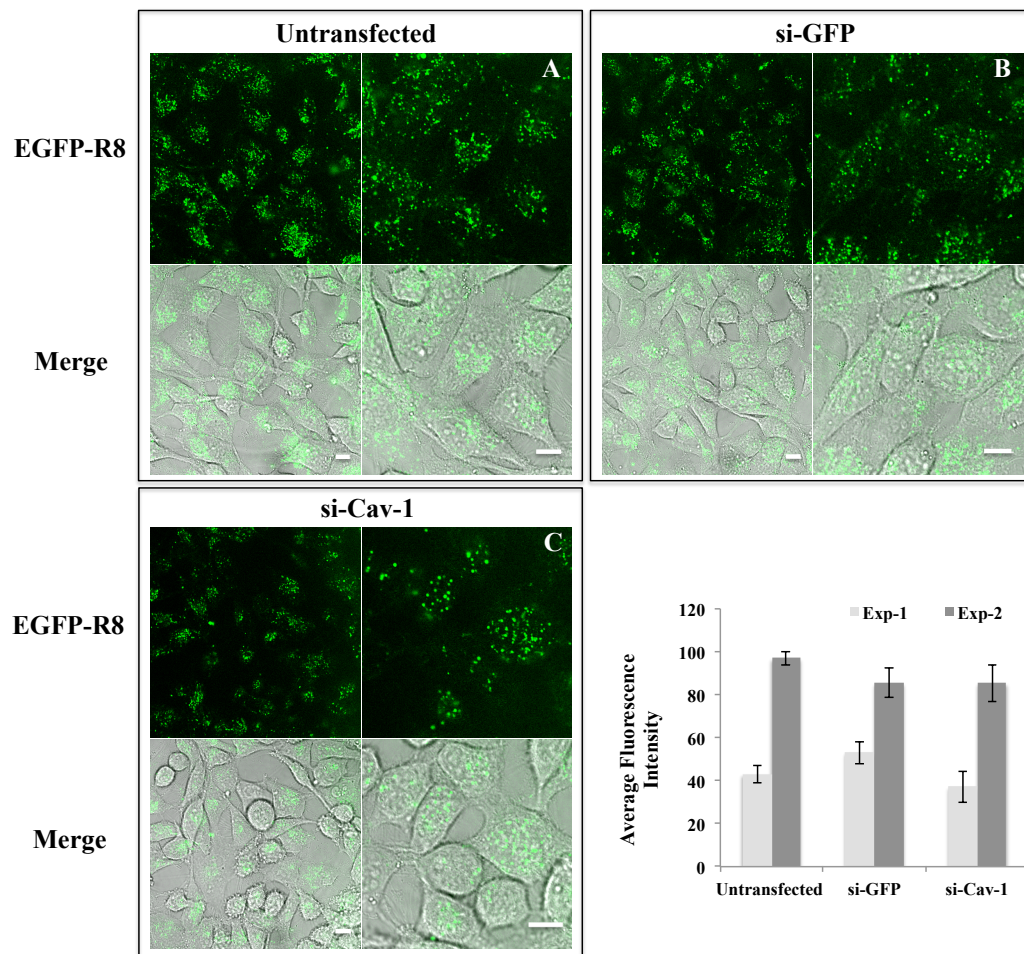 Untransfected
si-GFP
A
B
EGFP-R8
Merge
si-Cav-1
C
EGFP-R8
Merge
120
100
80
60
40
20
0
Exp-1
Exp-2
Average Fluorescence
Intensity
Untransfected
si-GFP
si-Cav-1